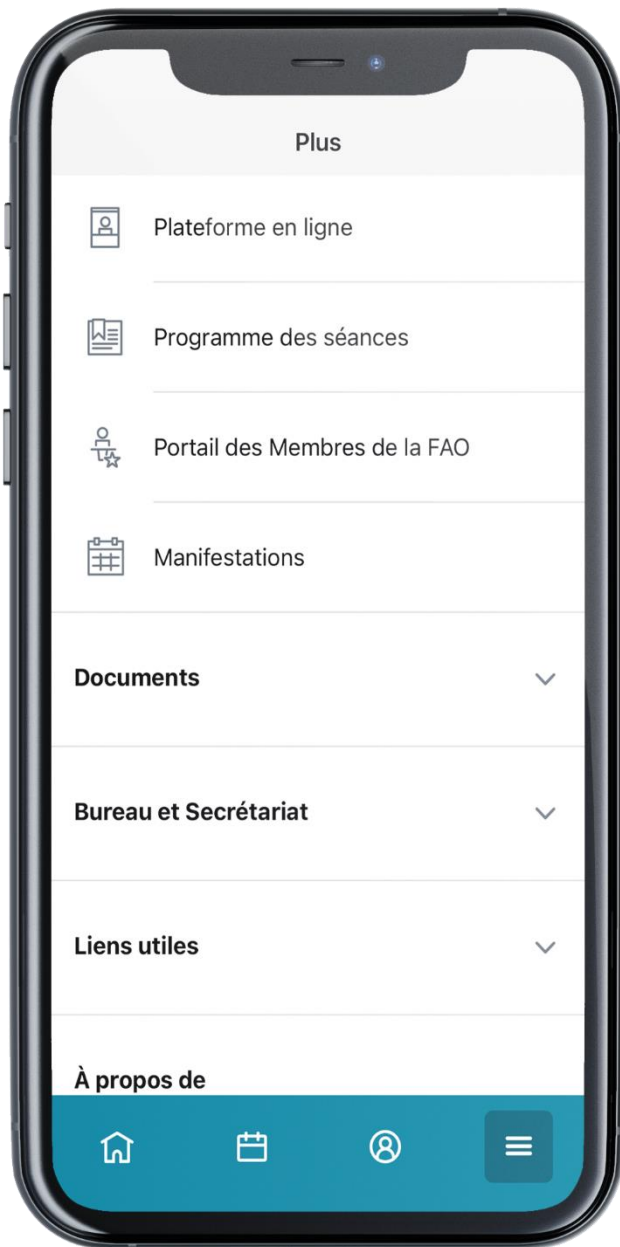 Plus
Plateforme en ligne
Programme des séances
Portail des Membres de la FAO
Manifestations
Documents
Bureau et Secrétariat
Liens utiles
À propos de